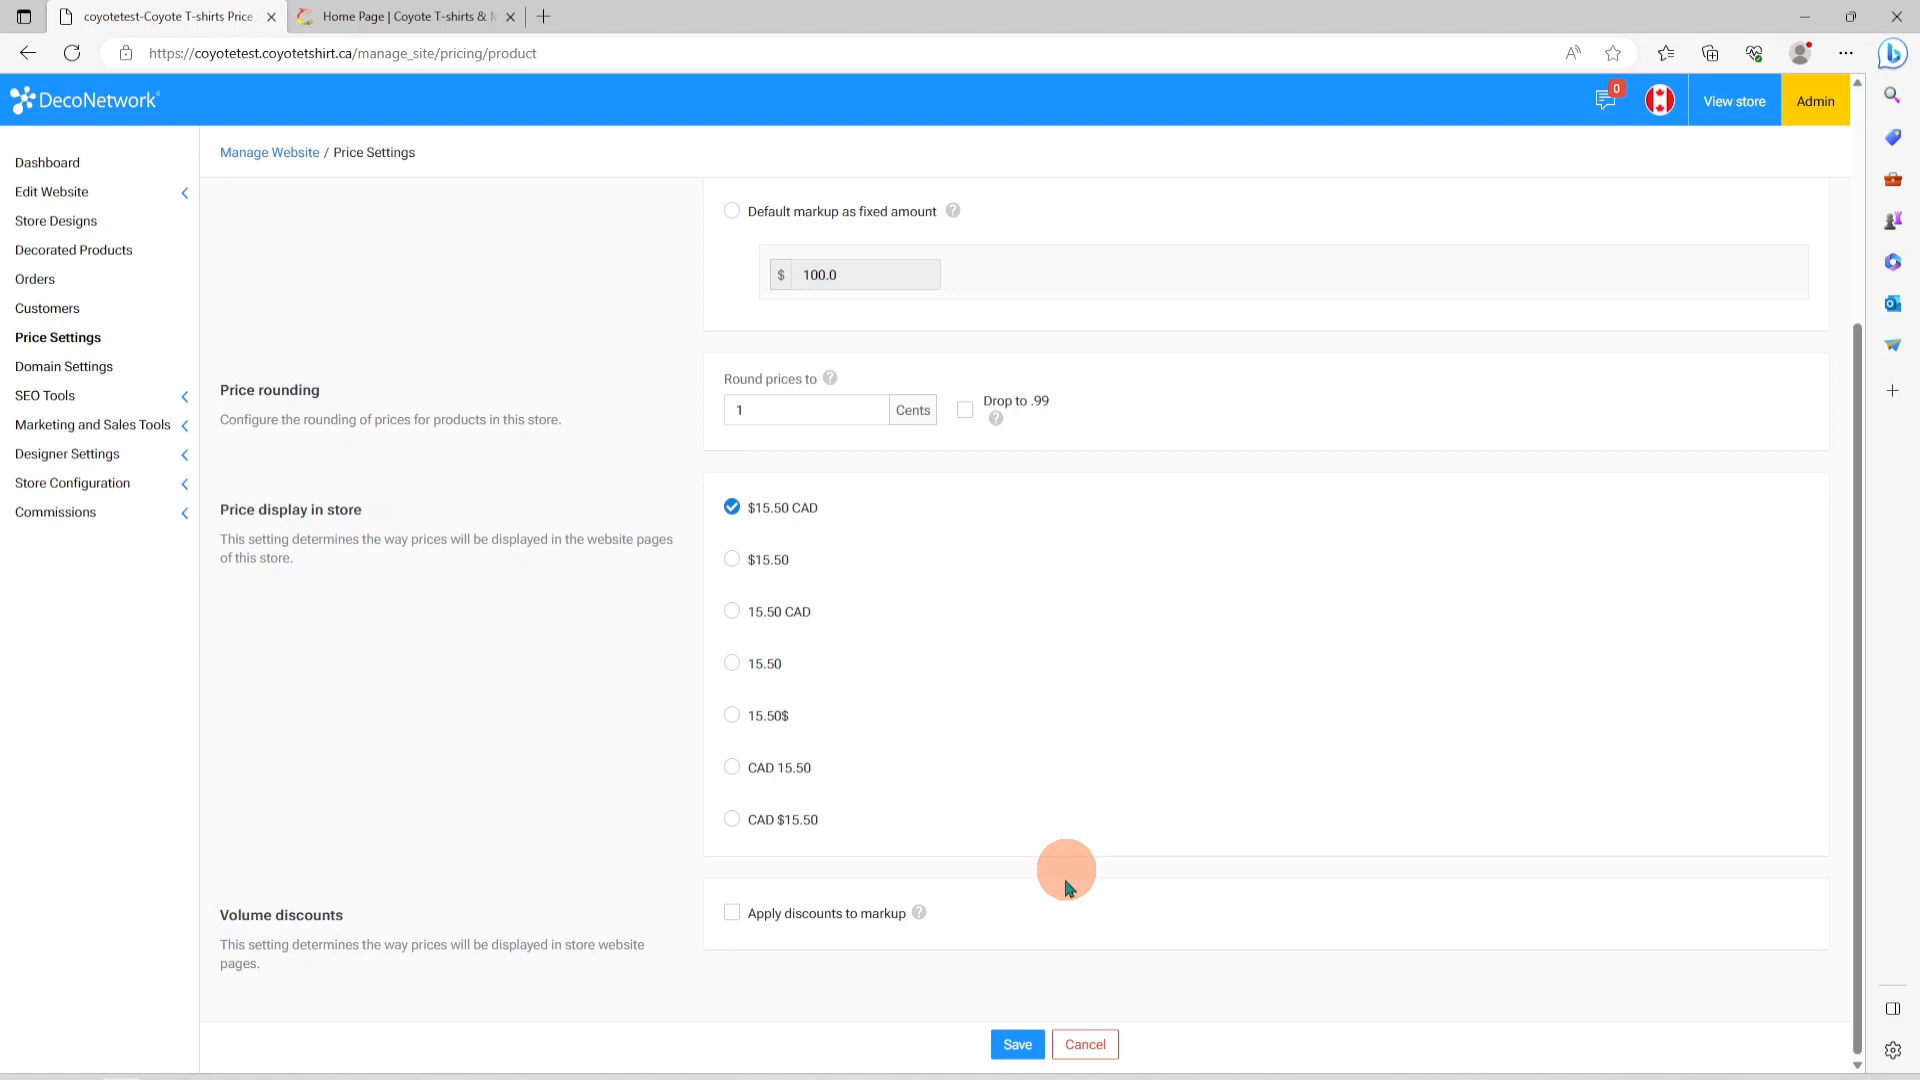 coyotetest-Coyote T-shirts Price
Home Page | Coyote T-shirts &
https://coyotetest.coyotetshirt.ca/manage_site/pricing/product
DecoNetwork
0
View store
Admin
Manage Website / Price Settings
Dashboard
Edit Website
Store Designs
Decorated Products
Orders
Customers
Price Settings
Domain Settings
SEO Tools
Marketing and Sales Tools
Designer Settings
Store Configuration
Commissions
Default markup as fixed amount ?
$ 100.0
Price rounding
Configure the rounding of prices for products in this store.
Round prices to ?
1 Cents
Drop to .99
?
Price display in store
This setting determines the way prices will be displayed in the website pages
of this store.
$15.50 CAD
$15.50
15.50 CAD
15.50
15.50$
CAD 15.50
CAD $15.50
Volume discounts
This setting determines the way prices will be displayed in store website
pages.
Apply discounts to markup ?
Save
Cancel